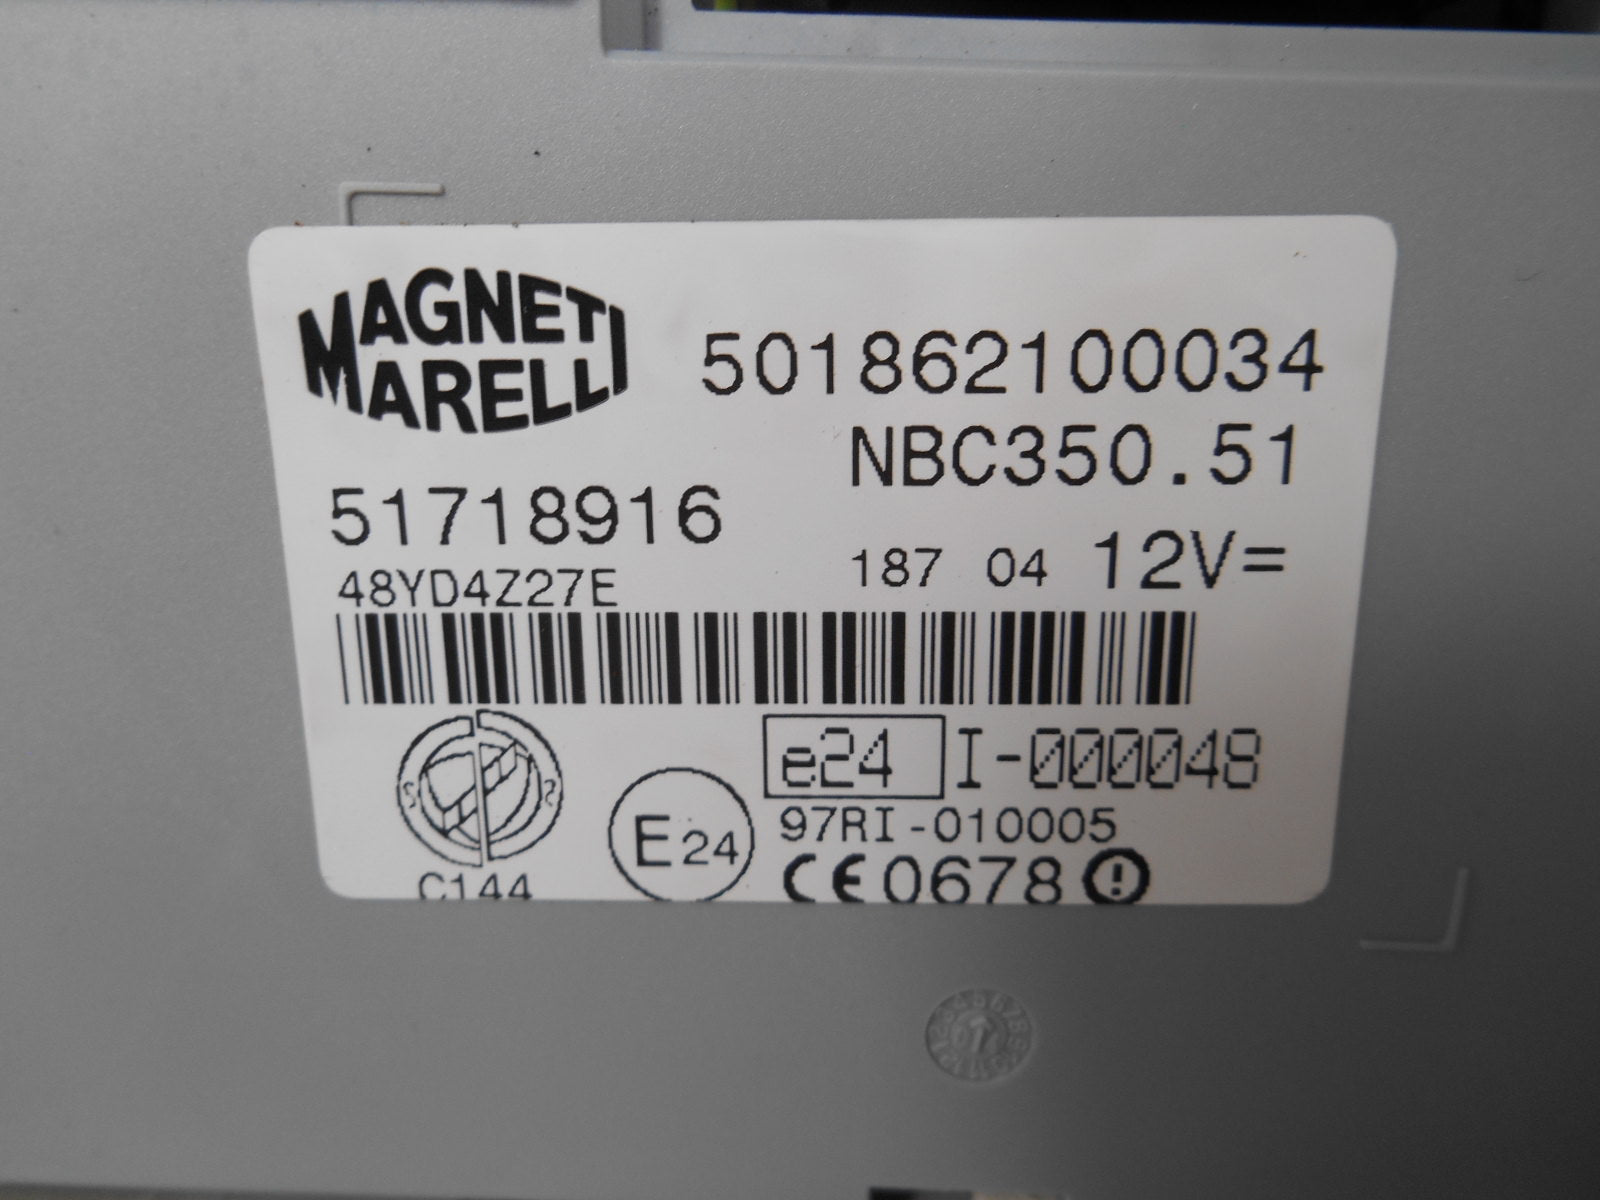 MAGNETI
MARELLI
501862100034
NBC350.51
51718916
187 04 12V=
48YD4Z27E
e24 I-000048
97RI-010005
E24
CE0678
C144